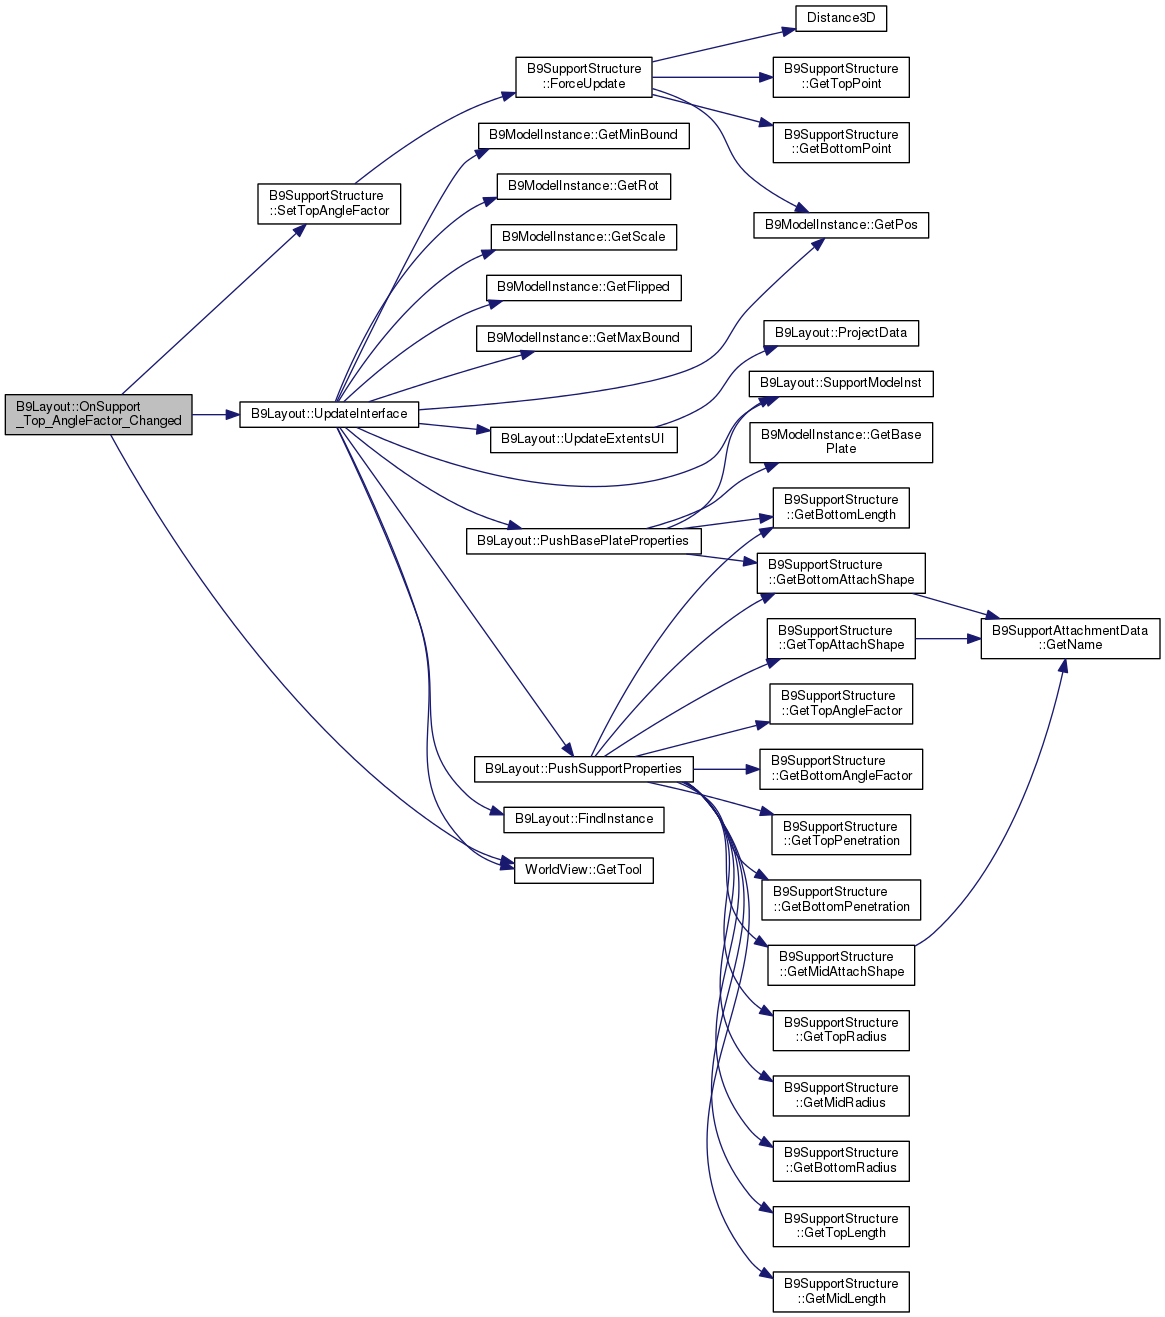 Distance3D
B9SupportStructure
::ForceUpdate
B9SupportStructure
::GetTopPoint
B9ModelInstance::GetMinBound
B9SupportStructure
::GetBottomPoint
B9ModelInstance::GetRot
B9SupportStructure
::SetTopAngleFactor
B9ModelInstance::GetPos
B9ModelInstance::GetScale
B9ModelInstance::GetFlipped
B9ModelInstance::GetMaxBound
B9Layout::ProjectData
B9Layout::SupportModeInst
B9Layout::OnSupport
_Top_AngleFactor_Changed
B9Layout::UpdateInterface
B9Layout::UpdateExtentsUI
B9ModelInstance::GetBase
Plate
B9SupportStructure
::GetBottomLength
B9Layout::PushBasePlateProperties
B9SupportStructure
::GetBottomAttachShape
B9SupportStructure
::GetTopAttachShape
B9SupportAttachmentData
::GetName
B9SupportStructure
::GetTopAngleFactor
B9Layout::PushSupportProperties
B9SupportStructure
::GetBottomAngleFactor
B9Layout::FindInstance
B9SupportStructure
::GetTopPenetration
WorldView::GetTool
B9SupportStructure
::GetBottomPenetration
B9SupportStructure
::GetMidAttachShape
B9SupportStructure
::GetTopRadius
B9SupportStructure
::GetMidRadius
B9SupportStructure
::GetBottomRadius
B9SupportStructure
::GetTopLength
B9SupportStructure
::GetMidLength